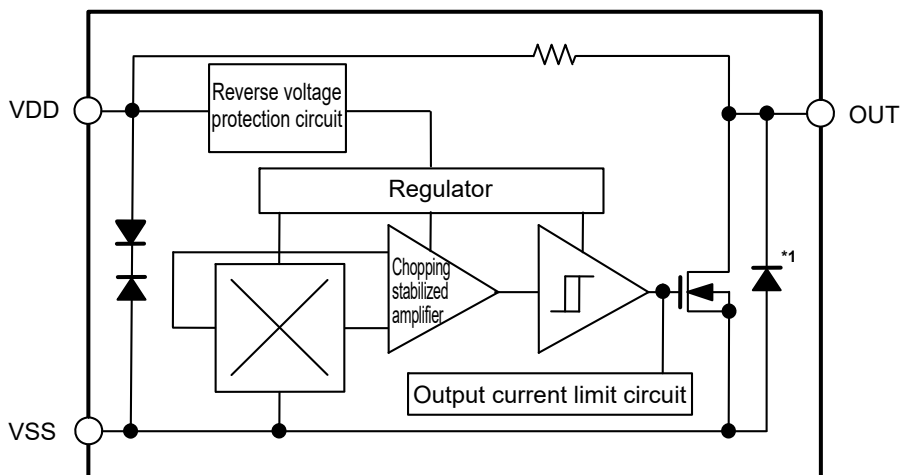 Reverse voltage
protection circuit
VDD
OUT
Regulator
Chopping
stabilized
amplifier
*1
Output current limit circuit
VSS